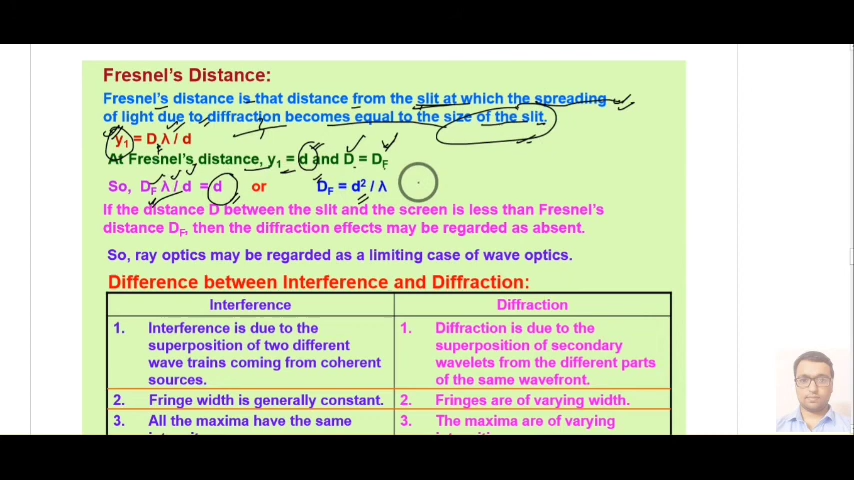 Fresnel's Distance:
Fresnel's distance is that distance from the slit at which the spreading
of light due to diffraction becomes equal to the size of the slit.
y₁ = D λ / d
At Fresnel's distance, y₁ = d and D = D_F
So, D_F λ / d = d or D_F = d² / λ
If the distance D between the slit and the screen is less than Fresnel's
distance D_F, then the diffraction effects may be regarded as absent.
So, ray optics may be regarded as a limiting case of wave optics.
Difference between Interference and Diffraction:
Interference
Diffraction
1. Interference is due to the
superposition of two different
wave trains coming from coherent
sources.
1. Diffraction is due to the
superposition of secondary
wavelets from the different parts
of the same wavefront.
2. Fringe width is generally constant.
2. Fringes are of varying width.
3. All the maxima have the same
3. The maxima are of varying